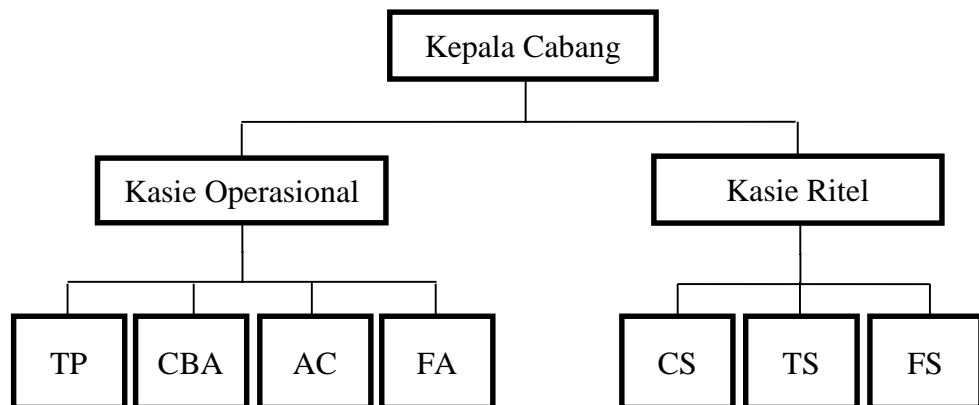 Kepala Cabang
Kasie Operasional
Kasie Ritel
TP
CBA
AC
FA
CS
TS
FS